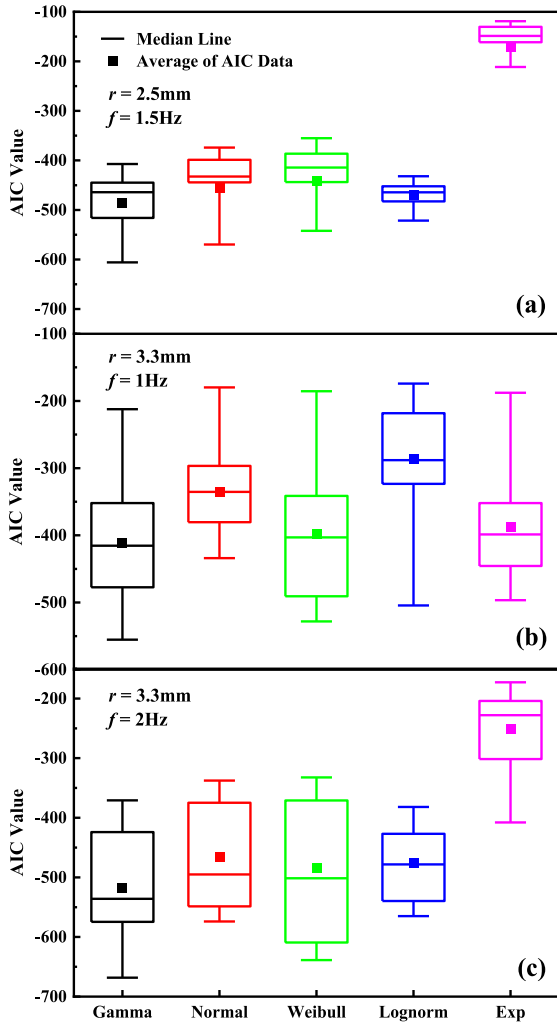 -100
Median Line
Average of AIC Data
-200
r = 2.5mm
f = 1.5Hz
-300
AIC Value
-400
-500
-600
-700
(a)
-100
r = 3.3mm
f = 1Hz
-200
-300
AIC Value
-400
-500
(b)
-600
r = 3.3mm
f = 2Hz
-200
-300
AIC Value
-400
-500
-600
(c)
-700
Gamma Normal Weibull Lognorm Exp